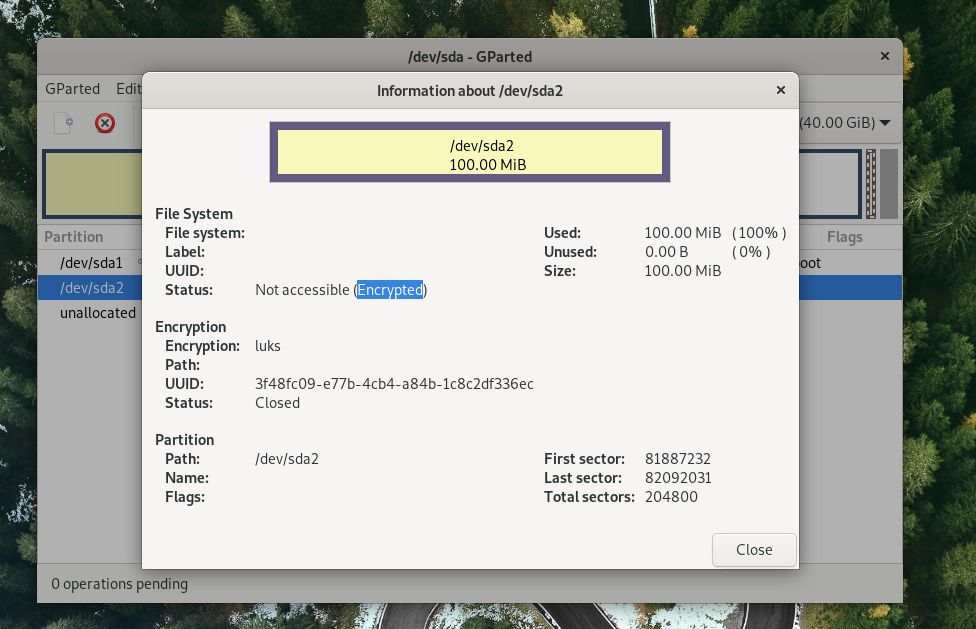 /dev/sda - GParted
GParted Edit
Information about /dev/sda2
(40.00 GiB)
/dev/sda2
100.00 MiB
Partition
Flags
/dev/sda1
oot
/dev/sda2
unallocated
File System
File system:
Used: 100.00 MiB (100% )
Label:
Unused: 0.00 B ( 0% )
UUID:
Size: 100.00 MiB
Status: Not accessible (Encrypted)
Encryption
Encryption: luks
Path:
UUID: 3f48fc09-e77b-4cb4-a84b-1c8c2df336ec
Status: Closed
Partition
Path: /dev/sda2
First sector: 81887232
Name:
Last sector: 82092031
Flags:
Total sectors: 204800
Close
0 operations pending